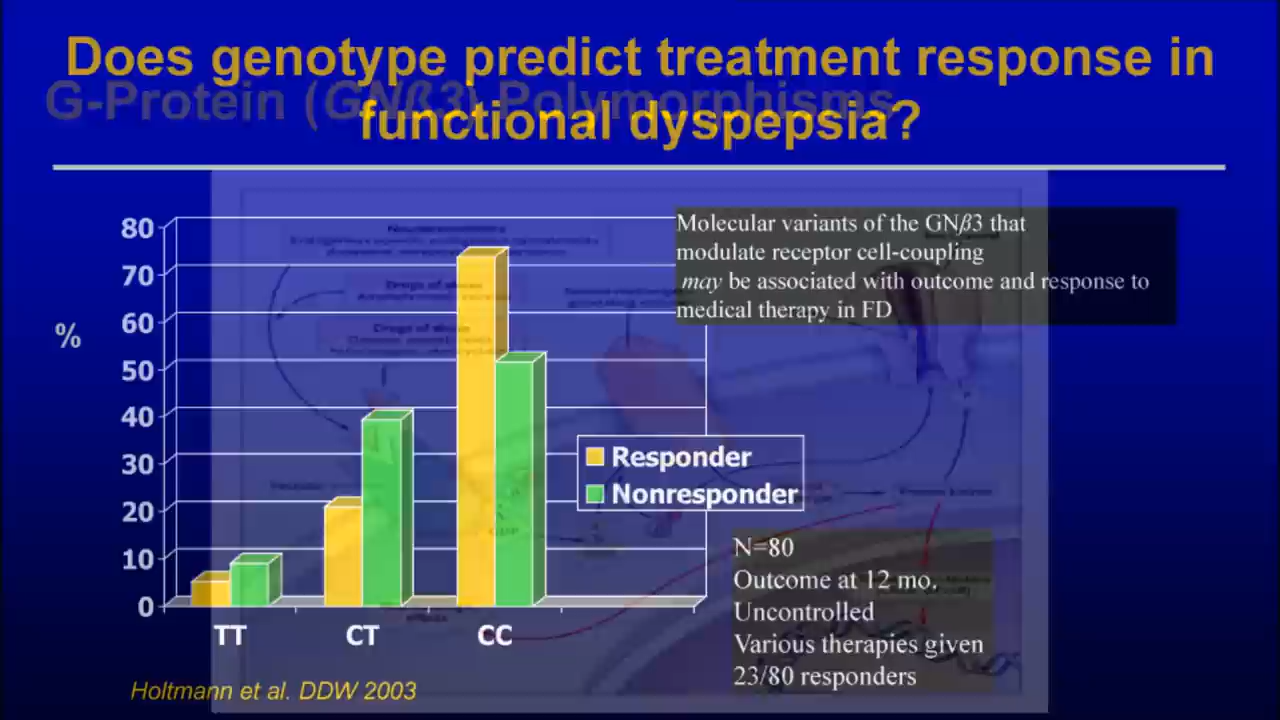 Does genotype predict treatment response in
functional dyspepsia?
G-Protein (GNß3) Polymorphisms
Molecular variants of the GNβ3 that
modulate receptor cell-coupling
may be associated with outcome and response to
medical therapy in FD
80
70
60
50
40
30
20
10
0
%
TT
CT
CC
Responder
Nonresponder
N=80
Outcome at 12 mo.
Uncontrolled
Various therapies given
23/80 responders
Holtmann et al. DDW 2003